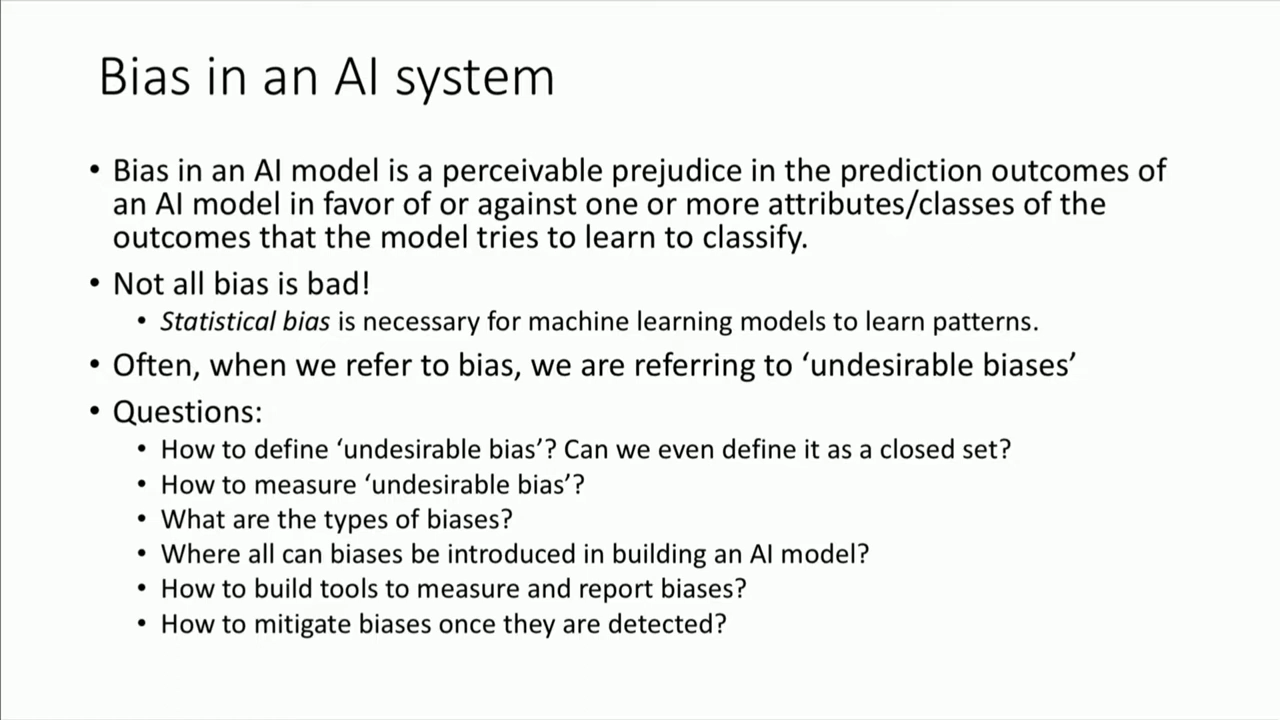 Bias in an AI system
• Bias in an AI model is a perceivable prejudice in the prediction outcomes of
an AI model in favor of or against one or more attributes/classes of the
outcomes that the model tries to learn to classify.
• Not all bias is bad!
• Statistical bias is necessary for machine learning models to learn patterns.
• Often, when we refer to bias, we are referring to ‘undesirable biases’
• Questions:
• How to define ‘undesirable bias’? Can we even define it as a closed set?
• How to measure ‘undesirable bias’?
• What are the types of biases?
• Where all can biases be introduced in building an AI model?
• How to build tools to measure and report biases?
• How to mitigate biases once they are detected?